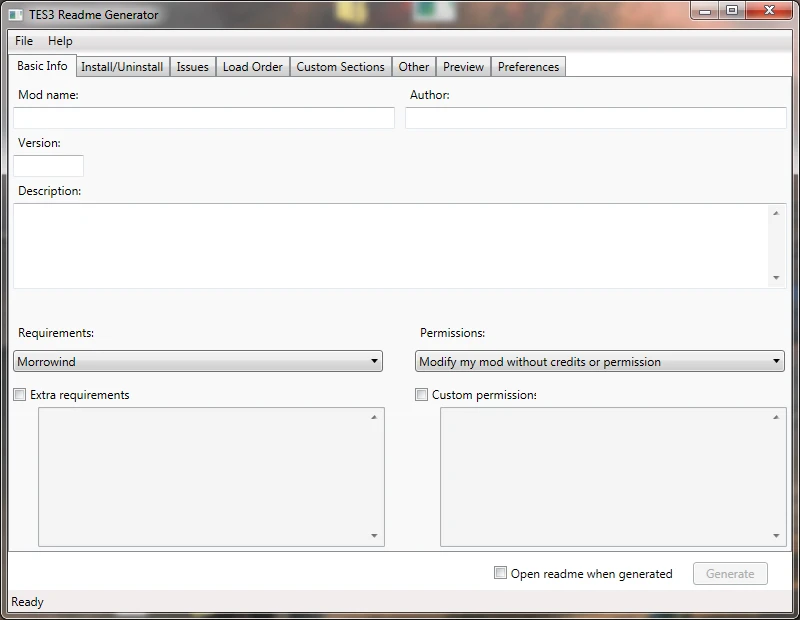 TES3 Readme Generator
File Help
Basic Info Install/Uninstall Issues Load Order Custom Sections Other Preview Preferences
Mod name: Author:
Version:
Description:
Requirements: Permissions:
Morrowind Modify my mod without credits or permission
Extra requirements Custom permissions
Open readme when generated Generate
Ready